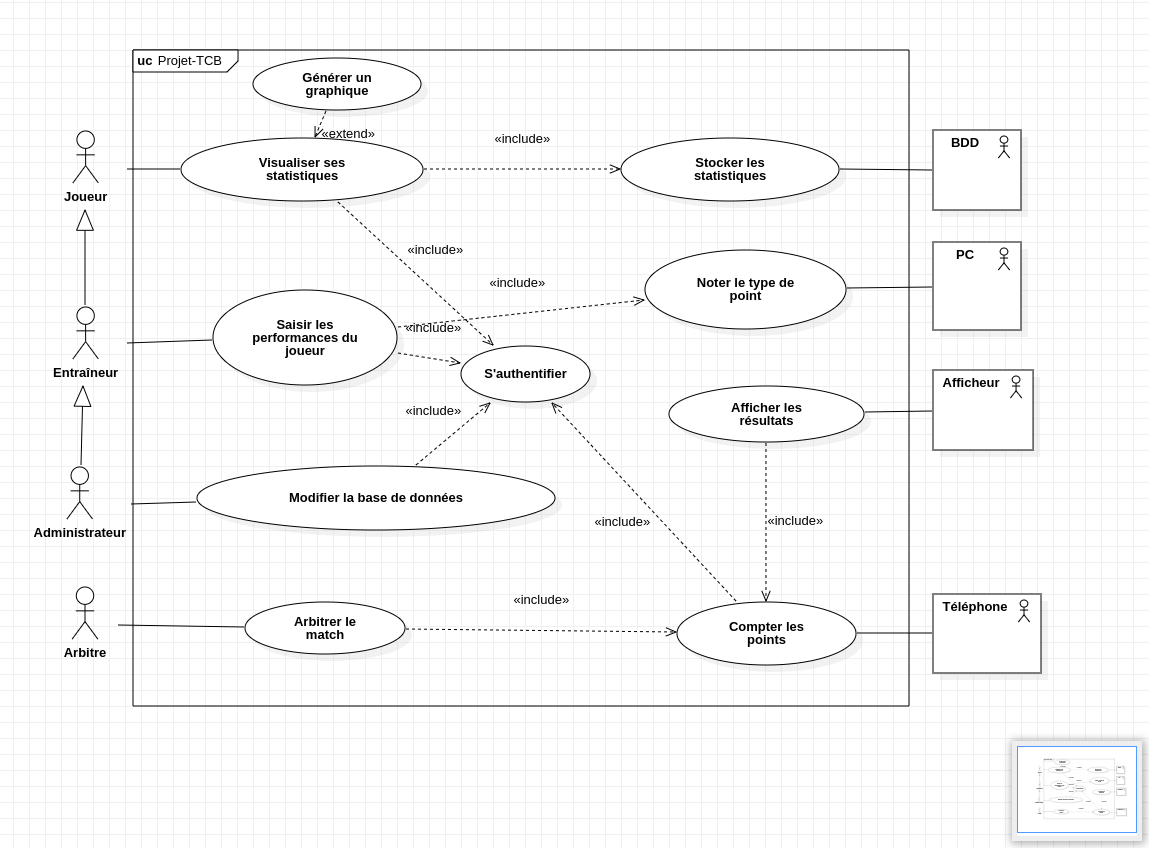 uc Projet-TCB
Générer un
graphique
«extend»
«include»
Visualiser ses
statistiques
Stocker les
statistiques
BDD
Joueur
«include»
PC
«include»
Noter le type de
point
Saisir les
performances du
joueur
«include»
Entraîneur
S'authentifier
Afficheur
«include»
Afficher les
résultats
Modifier la base de données
Administrateur
«include»
«include»
«include»
Arbitrer le
match
Compter les
points
Téléphone
Arbitre